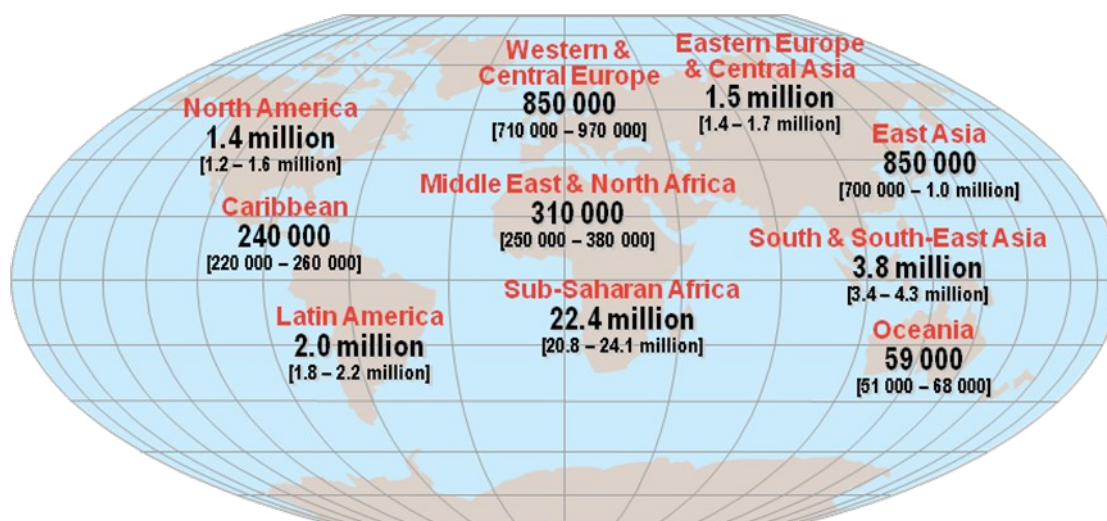 Western &
Central Europe
850 000
[710 000 – 970 000]
Eastern Europe
& Central Asia
1.5 million
[1.4 – 1.7 million]
North America
1.4 million
[1.2 – 1.6 million]
East Asia
850 000
[700 000 – 1.0 million]
Middle East & North Africa
310 000
[250 000 – 380 000]
Caribbean
240 000
[220 000 – 260 000]
South & South-East Asia
3.8 million
[3.4 – 4.3 million]
Sub-Saharan Africa
22.4 million
[20.8 – 24.1 million]
Latin America
2.0 million
[1.8 – 2.2 million]
Oceania
59 000
[51 000 – 68 000]